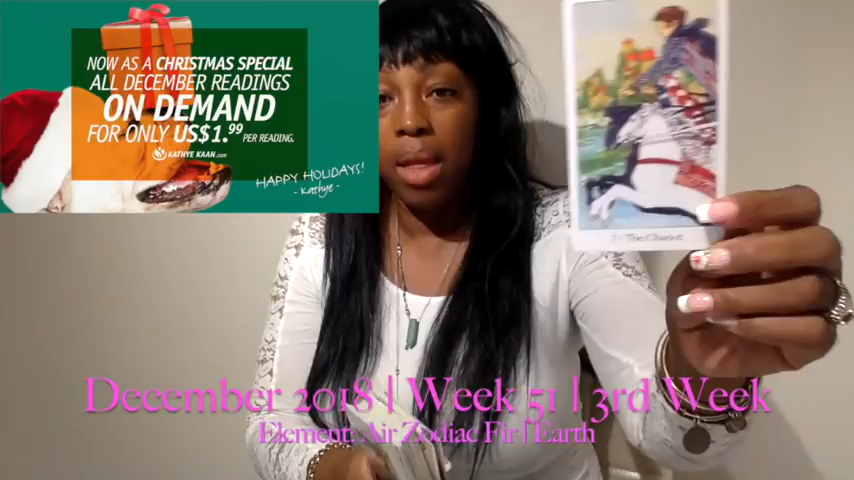 NOW AS A CHRISTMAS SPECIAL
ALL DECEMBER READINGS
ON DEMAND
FOR ONLY US$1.99 PER READING.
KATHYE KAAN.com
HAPPY HOLIDAYS!
- Kathye -
7 • The Chariot
December 2018 | Week 51 | 3rd Week
Element: Air Zodiac Fir | Earth